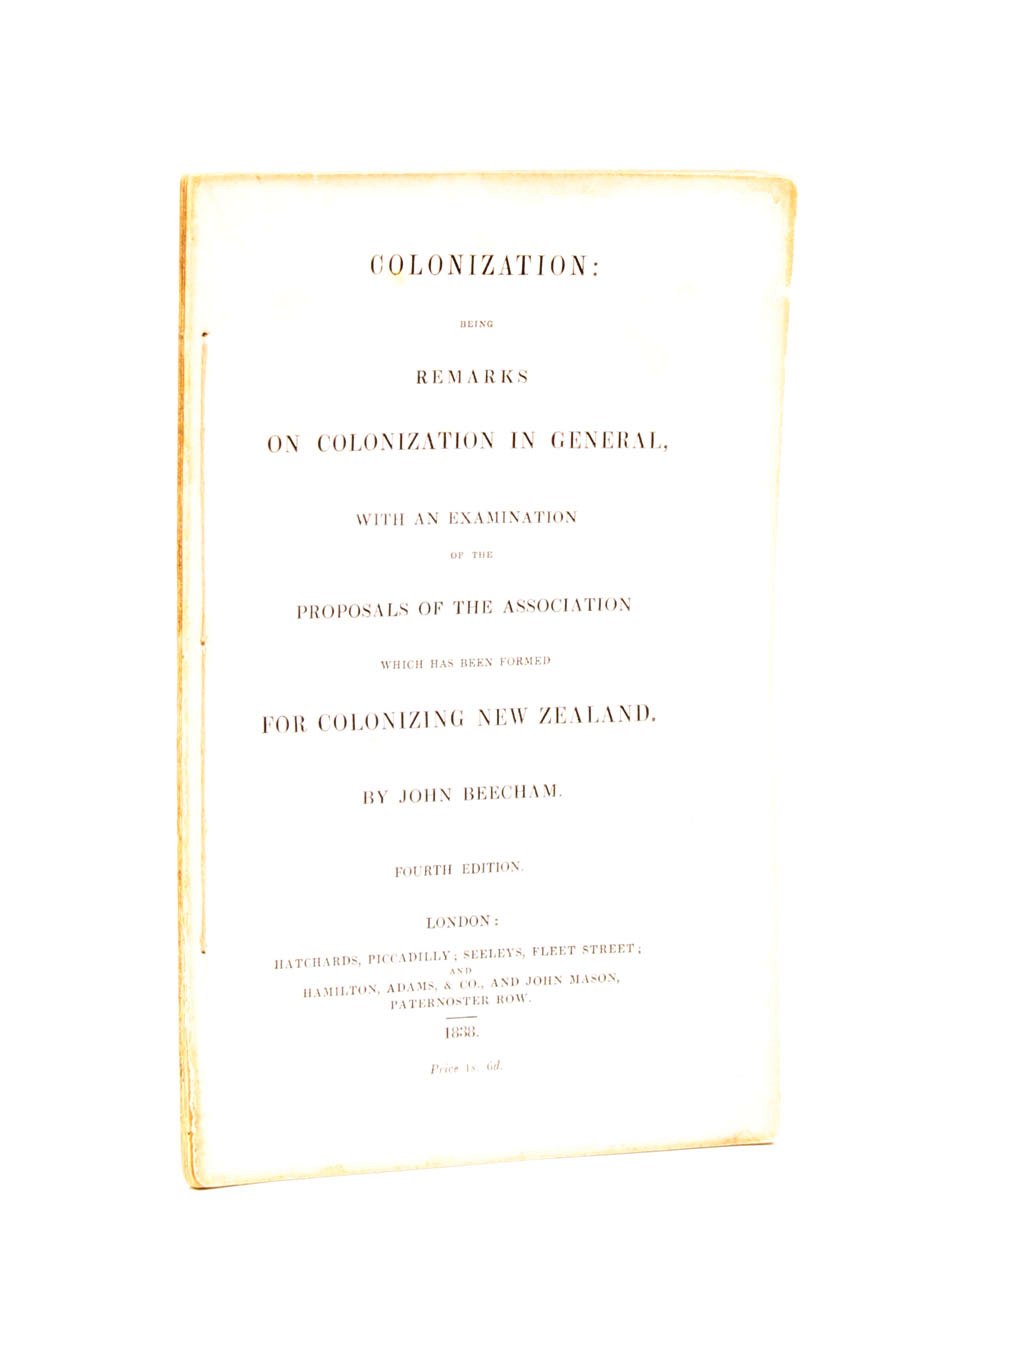 COLONIZATION:
BEING
REMARKS
ON COLONIZATION IN GENERAL,
WITH AN EXAMINATION
OF THE
PROPOSALS OF THE ASSOCIATION
WHICH HAS BEEN FORMED
FOR COLONIZING NEW ZEALAND.
BY JOHN BEECHAM.
FOURTH EDITION.
LONDON:
HATCHARDS, PICCADILLY; SEELEYS, FLEET STREET;
AND
HAMILTON, ADAMS, & CO., AND JOHN MASON,
PATERNOSTER ROW.
1838.
Price 1s. 6d.